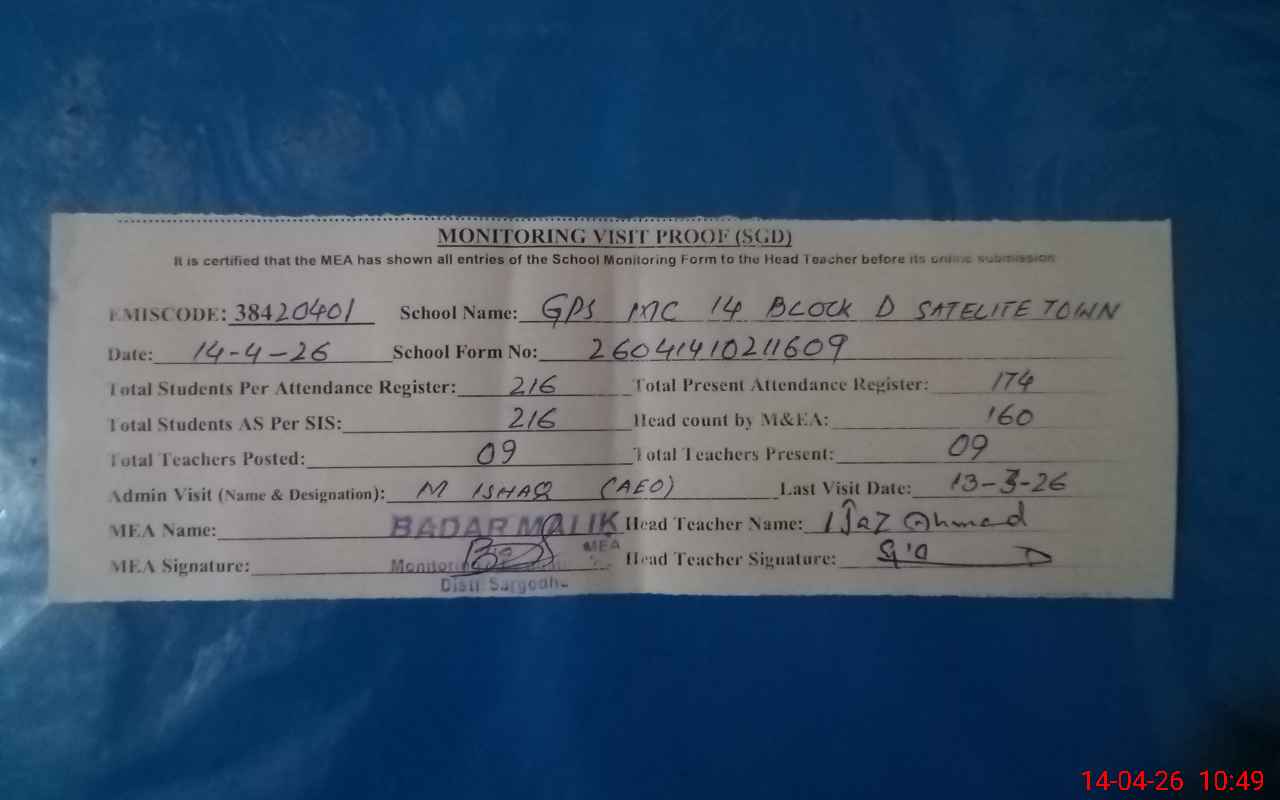 MONITORING VISIT PROOF (SGD)
It is certified that the MEA has shown all entries of the School Monitoring Form to the Head Teacher before its online submission
EMISCODE: 38420401 School Name: GPS MC 14 BLOCK D SATELITE TOWN
Date: 14-4-26 School Form No: 26041410211609
Total Students Per Attendance Register: 216 Total Present Attendance Register: 174
Total Students AS Per SIS: 216 Head count by M&EA: 160
Total Teachers Posted: 09 Total Teachers Present: 09
Admin Visit (Name & Designation): M ISHAQ (AEO) Last Visit Date: 13-3-26
MEA Name: BADAR MALIK Head Teacher Name: Ijaz Ahmad
MEA
MEA Signature: Head Teacher Signature:
Distt Sargodha
14-04-26 10:49